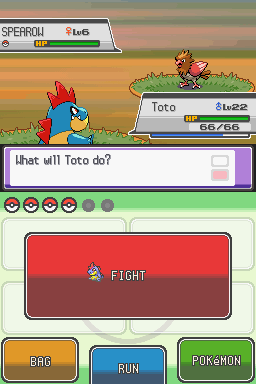 SPEAROW ♀Lv6
HP
Toto ♂Lv22
HP
66/66
What will Toto do?
FIGHT
BAG
RUN
POKéMON